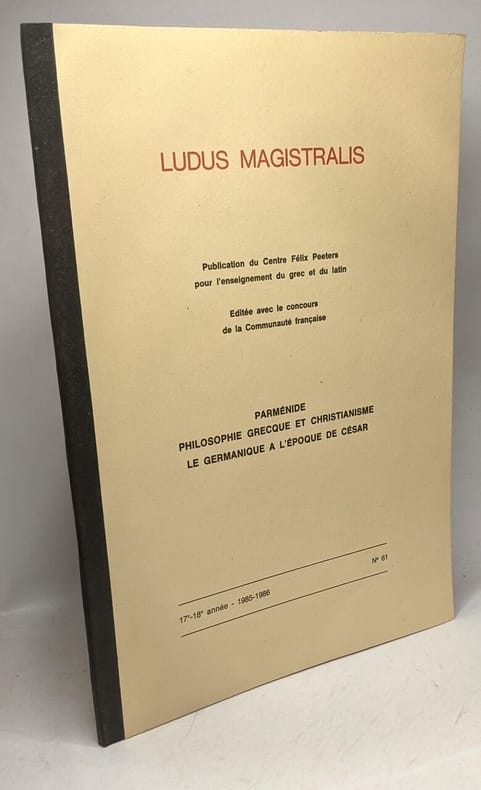 LUDUS MAGISTRALIS
Publication du Centre Félix Peeters
pour l'enseignement du grec et du latin
Editée avec le concours
de la Communauté française
PARMÉNIDE
PHILOSOPHIE GRECQUE ET CHRISTIANISME
LE GERMANIQUE A L'ÉPOQUE DE CÉSAR
17e-18e année - 1985-1986 N° 61